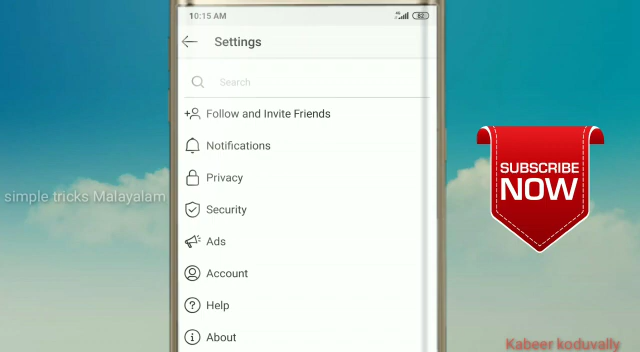 10:15 AM
Settings
Search
Follow and Invite Friends
Notifications
Privacy
Security
Ads
Account
Help
About
simple tricks Malayalam
SUBSCRIBE
NOW
Kabeer koduvally